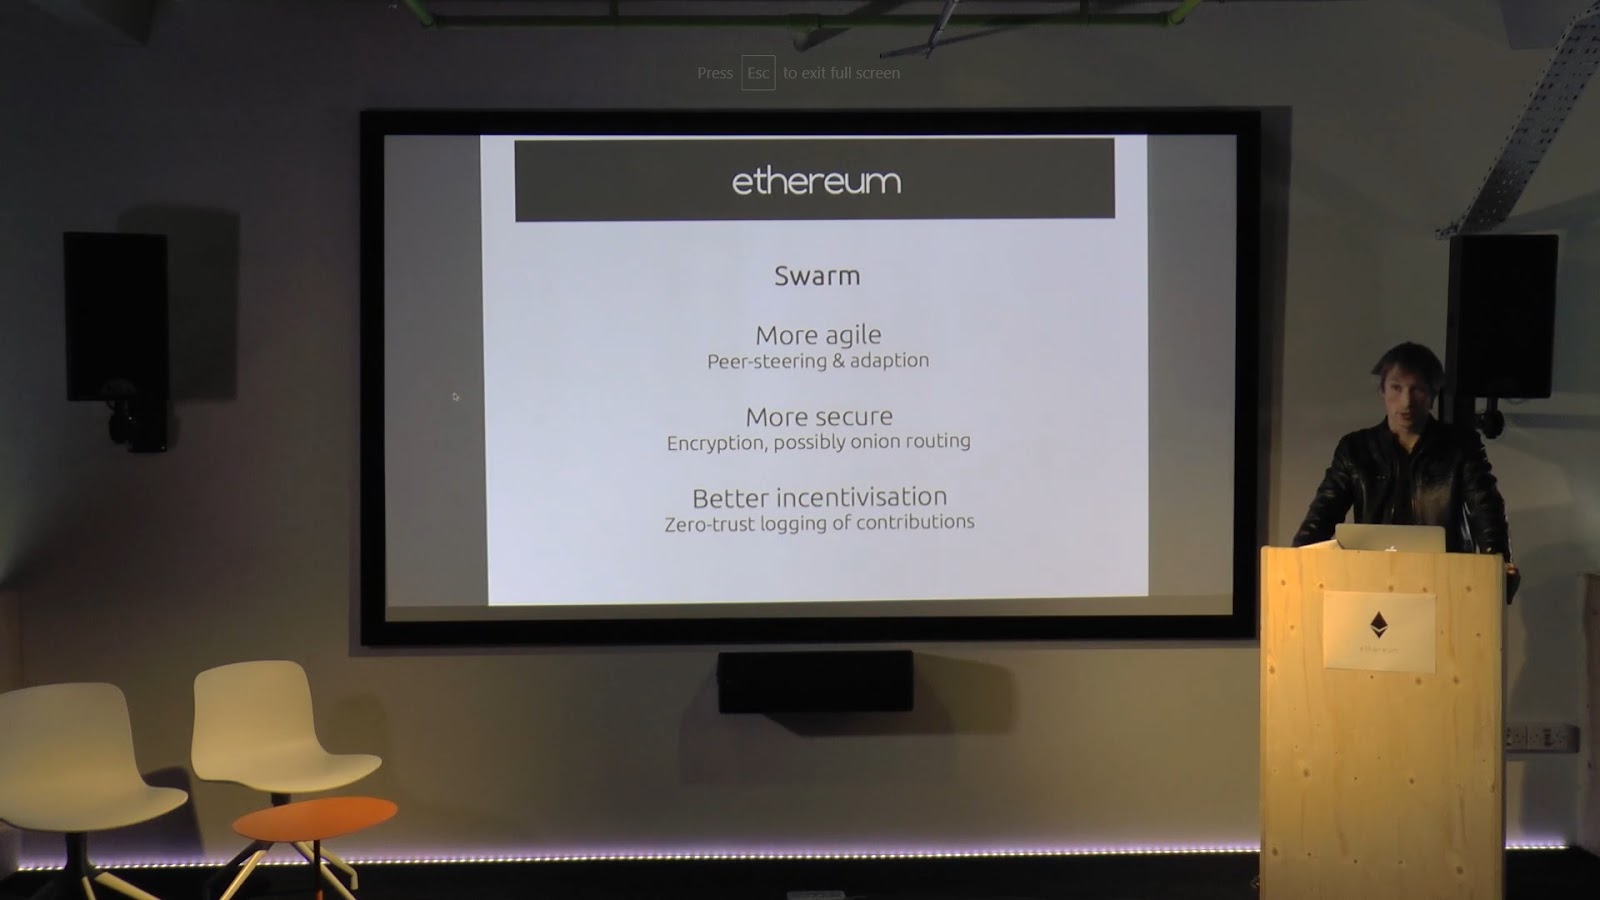 Press Esc to exit full screen
ethereum
Swarm
More agile
Peer-steering & adaption
More secure
Encryption, possibly onion routing
Better incentivisation
Zero-trust logging of contributions
ethereum